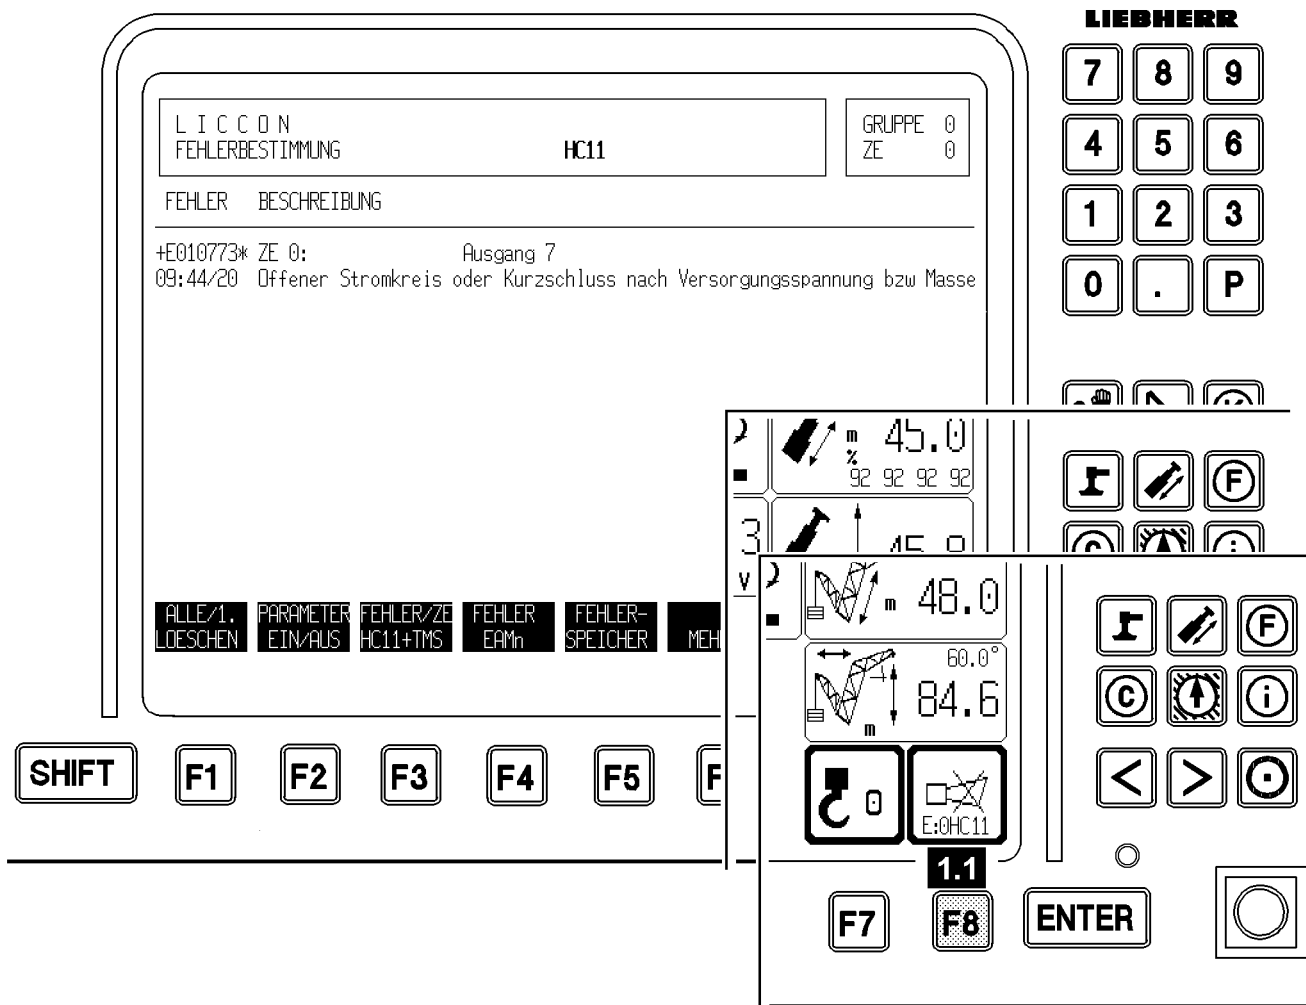 LIEBHERR
L I C C O N
FEHLERBESTIMMUNG HC11
GRUPPE 0
ZE 0
FEHLER BESCHREIBUNG
+E010773* ZE 0: Ausgang 7
09:44/20 Offener Stromkreis oder Kurzschluss nach Versorgungsspannung bzw Masse
7 8 9
4 5 6
1 2 3
0 . P
m 45.0
%
92 92 92 92
F
3
V
m 48.0
60.0°
84.6
m
F
C i
< >
ALLE/1. PARAMETER FEHLER/ZE FEHLER FEHLER-
LOESCHEN EIN/AUS HC11+TMS EAMn SPEICHER
0 E:0HC11
1.1
SHIFT F1 F2 F3 F4 F5
F7 F8 ENTER